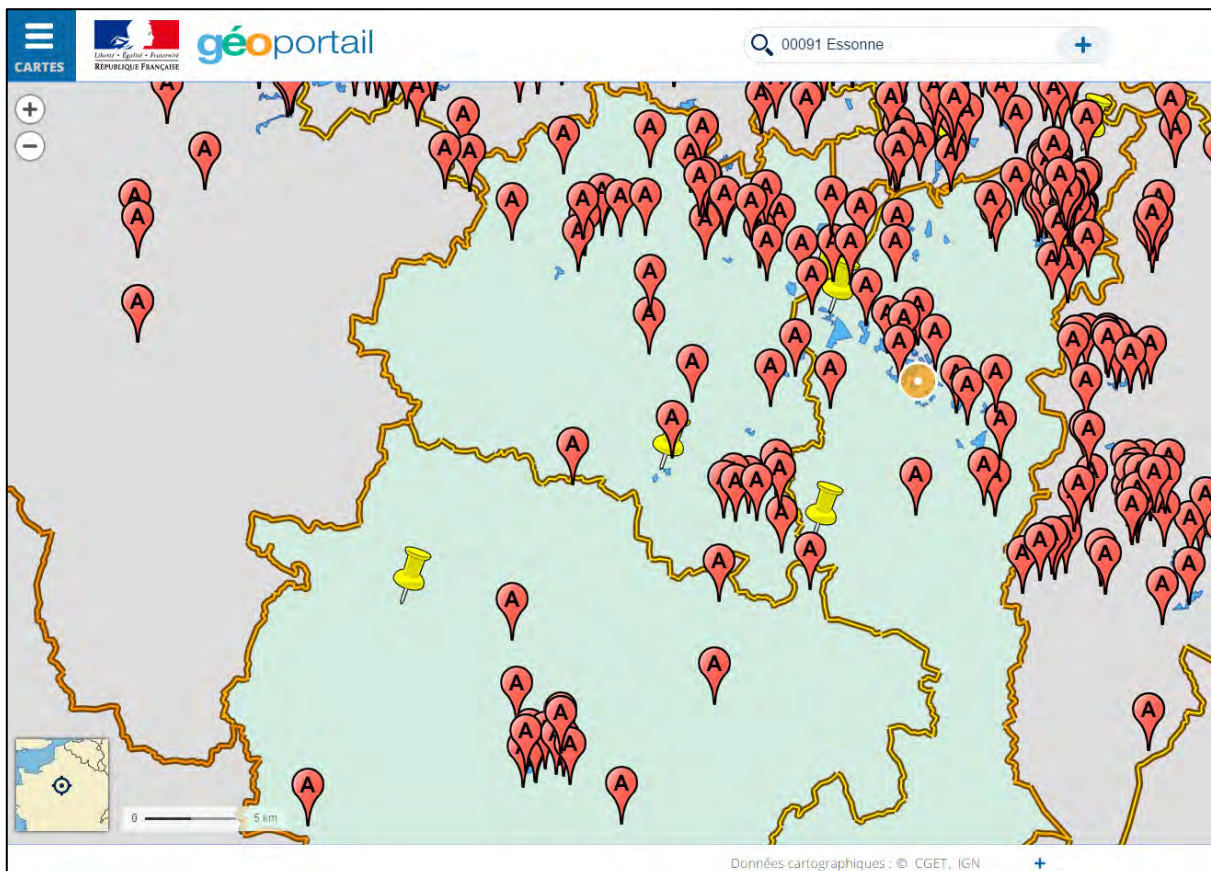 CARTES
Liberté • Égalité • Fraternité
RÉPUBLIQUE FRANÇAISE
géoportail
00091 Essonne
+
+
−
A
0
5 km
Données cartographiques : © CGET, IGN
+